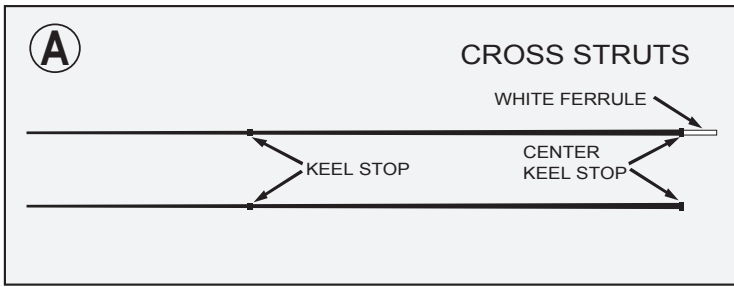 A
CROSS STRUTS
WHITE FERRULE
KEEL STOP
CENTER
KEEL STOP